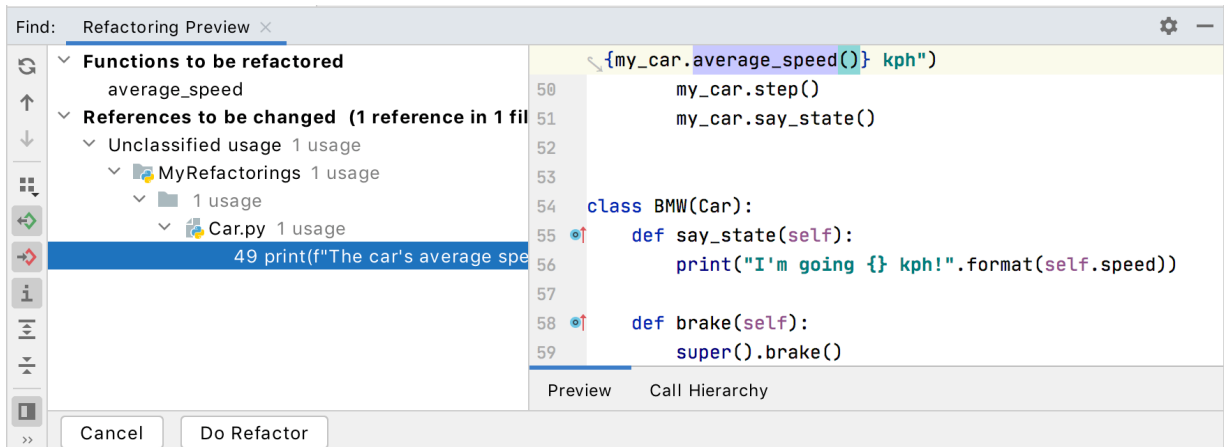 Find: Refactoring Preview ×
Functions to be refactored
average_speed
References to be changed (1 reference in 1 fil
Unclassified usage 1 usage
MyRefactorings 1 usage
1 usage
Car.py 1 usage
49 print(f"The car's average spe
{my_car.average_speed()} kph")
50 my_car.step()
51 my_car.say_state()
52
53
54 class BMW(Car):
55 def say_state(self):
56 print("I'm going {} kph!".format(self.speed))
57
58 def brake(self):
59 super().brake()
Preview Call Hierarchy
Cancel Do Refactor